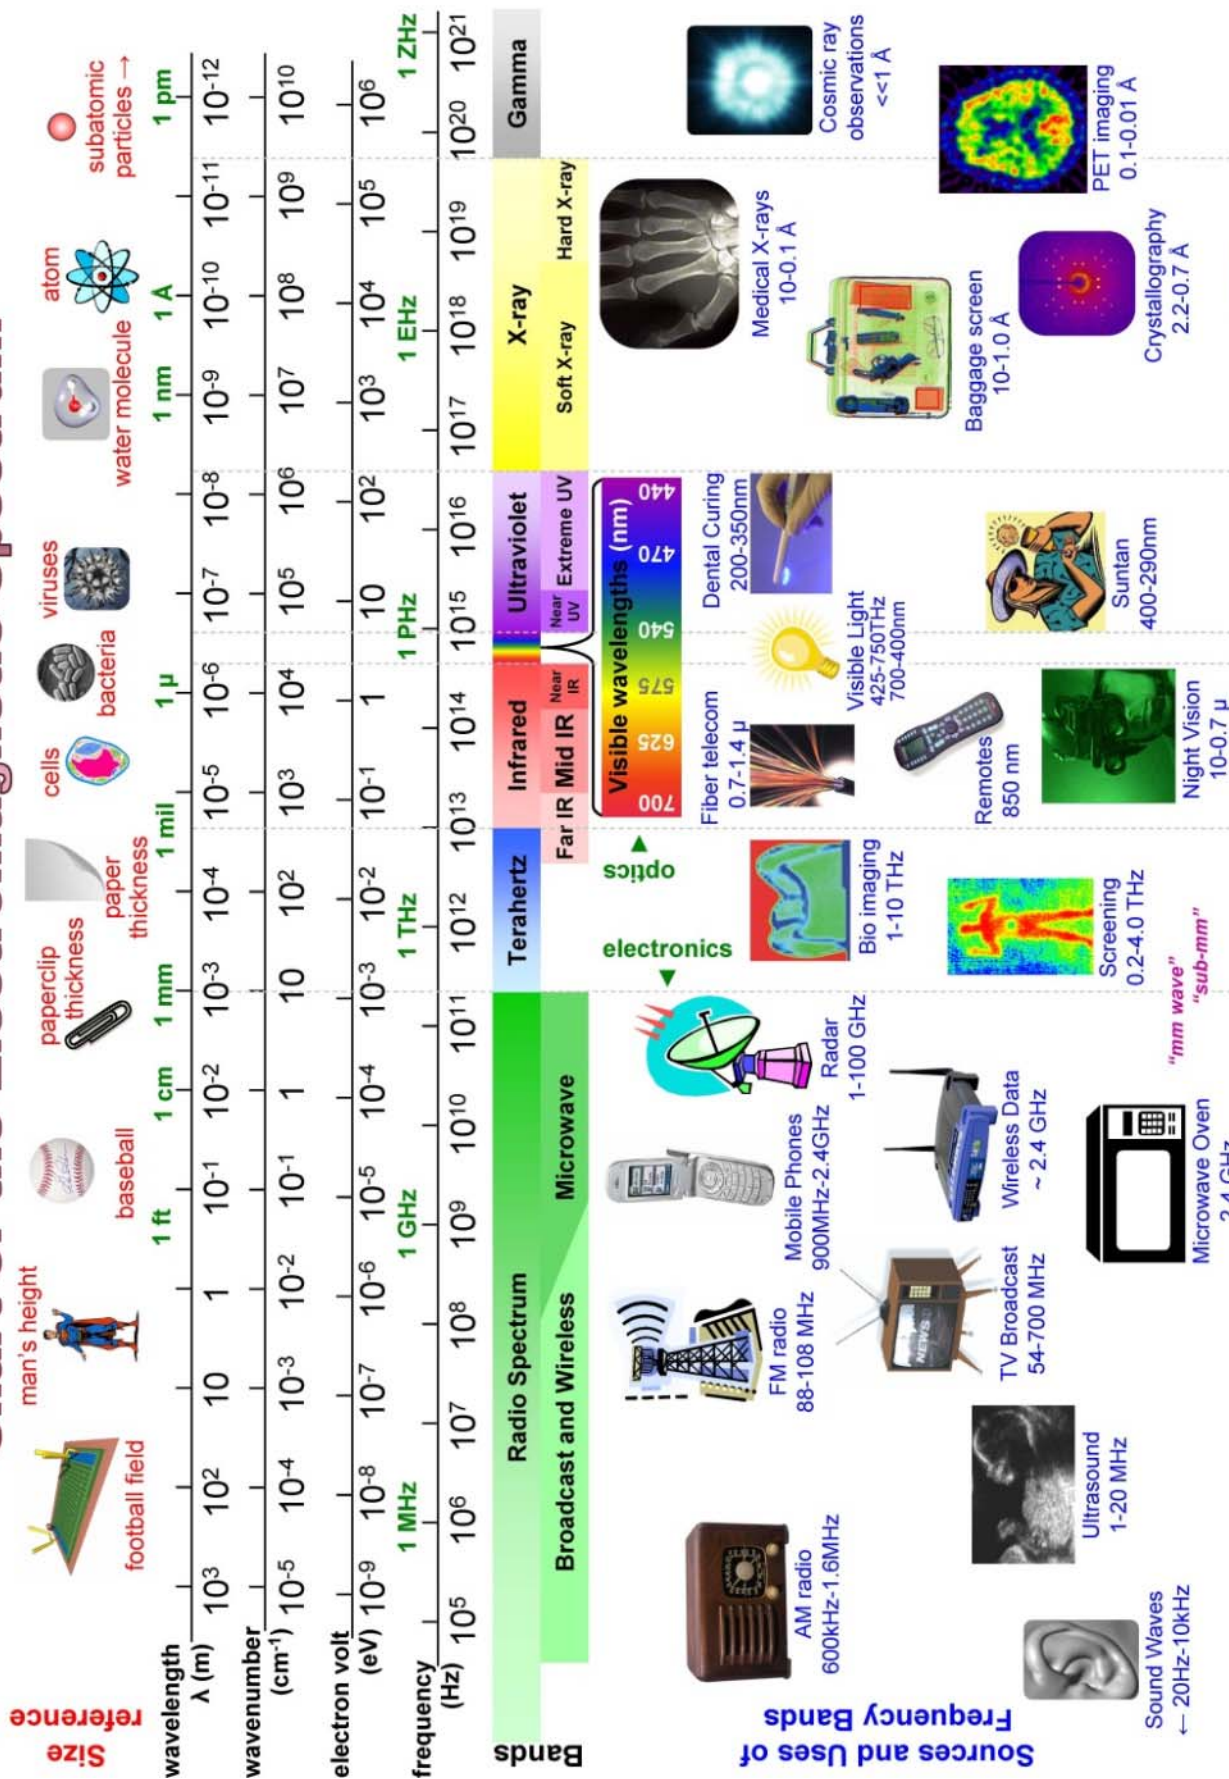 Size
reference
football field
man's height
baseball
paperclip
thickness
paper
thickness
cells
bacteria
viruses
water molecule
atom
subatomic
particles →
1 ft
1 cm
1 mm
1 mil
1 µ
1 nm
1 Å
1 pm
wavelength
λ (m)
10³ 10² 10 1 10-1 10-2 10-3 10-4 10-5 10-6 10-7 10-8 10-9 10-10 10-11 10-12
wavenumber
(cm-1)
10-5 10-4 10-3 10-2 10-1 1 10 10² 10³ 10⁴ 10⁵ 10⁶ 10⁷ 10⁸ 10⁹ 10¹⁰
electron volt
(eV)
10-9 10-8 10-7 10-6 10-5 10-4 10-3 10-2 10-1 1 10 10² 10³ 10⁴ 10⁵ 10⁶
1 MHz 1 GHz 1 THz 1 PHz 1 EHz 1 ZHz
frequency
(Hz)
10⁵ 10⁶ 10⁷ 10⁸ 10⁹ 10¹⁰ 10¹¹ 10¹² 10¹³ 10¹⁴ 10¹⁵ 10¹⁶ 10¹⁷ 10¹⁸ 10¹⁹ 10²⁰ 10²¹
Bands
Radio Spectrum
Terahertz
Infrared
Ultraviolet
X-ray
Gamma
Broadcast and Wireless
Microwave
Far IR
Mid IR
Near
IR
Near
UV
Extreme UV
Soft X-ray
Hard X-ray
electronics
optics
Visible wavelengths (nm)
700 625 575 540 470 440
Sources and Uses of
Frequency Bands
AM radio
600kHz-1.6MHz
FM radio
88-108 MHz
Mobile Phones
900MHz-2.4GHz
Radar
1-100 GHz
Bio imaging
1-10 THz
Fiber telecom
0.7-1.4 µ
Visible Light
425-750THz
700-400nm
Dental Curing
200-350nm
Medical X-rays
10-0.1 Å
Cosmic ray
observations
<<1 Å
NEWS
TV Broadcast
54-700 MHz
Wireless Data
~ 2.4 GHz
Screening
0.2-4.0 THz
Remotes
850 nm
Suntan
400-290nm
Baggage screen
10-1.0 Å
PET imaging
0.1-0.01 Å
Sound Waves
← 20Hz-10kHz
Ultrasound
1-20 MHz
Microwave Oven
2.4 GHz
"mm wave"
"sub-mm"
Night Vision
10-0.7 µ
Crystallography
2.2-0.7 Å